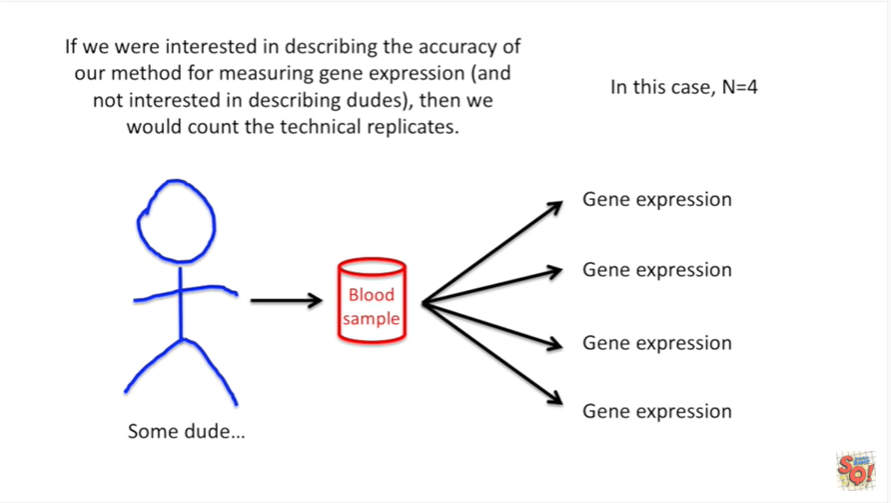 If we were interested in describing the accuracy of
our method for measuring gene expression (and
not interested in describing dudes), then we
would count the technical replicates.
In this case, N=4
Gene expression
Gene expression
Blood
sample
Gene expression
Gene expression
Some dude...
SQ!